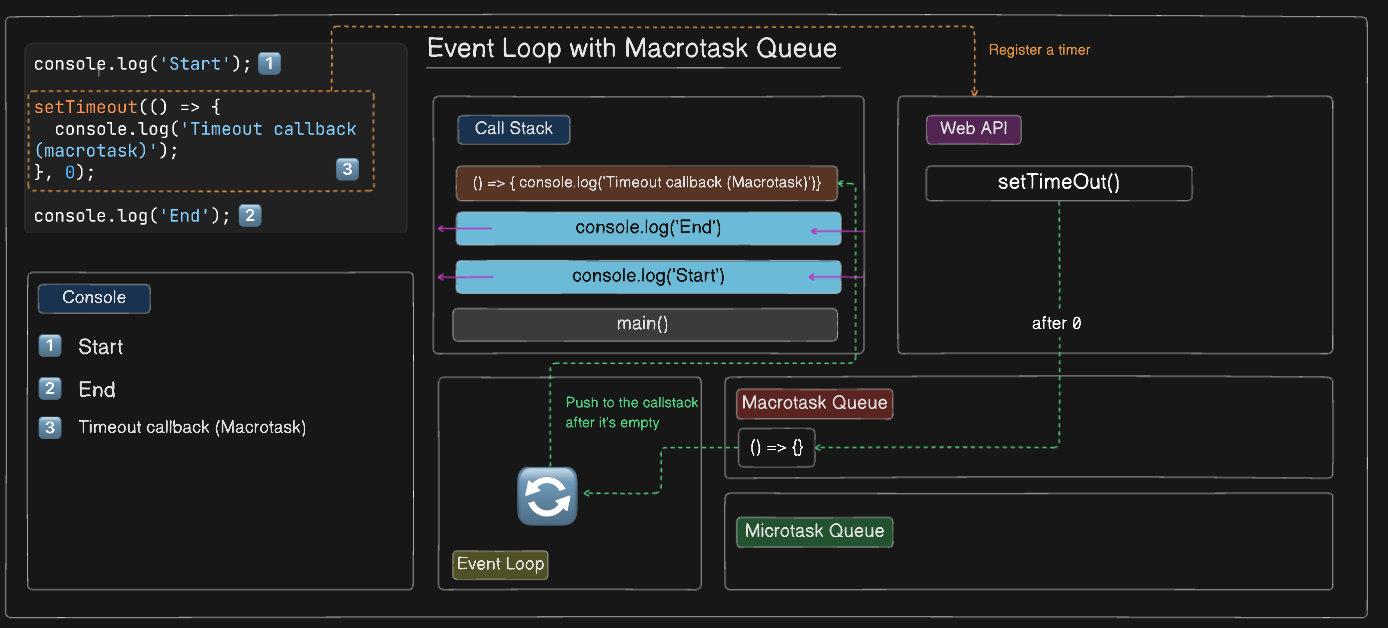 Event Loop with Macrotask Queue
Register a timer
console.log('Start'); 1
setTimeout(() => {
console.log('Timeout callback
(macrotask)');
}, 0);
3
console.log('End'); 2
Console
1 Start
2 End
3 Timeout callback (Macrotask)
Call Stack
() => { console.log('Timeout callback (Macrotask)')}
console.log('End')
console.log('Start')
main()
Web API
setTimeOut()
after 0
Push to the callstack
after it's empty
Event Loop
Macrotask Queue
() => {}
Microtask Queue